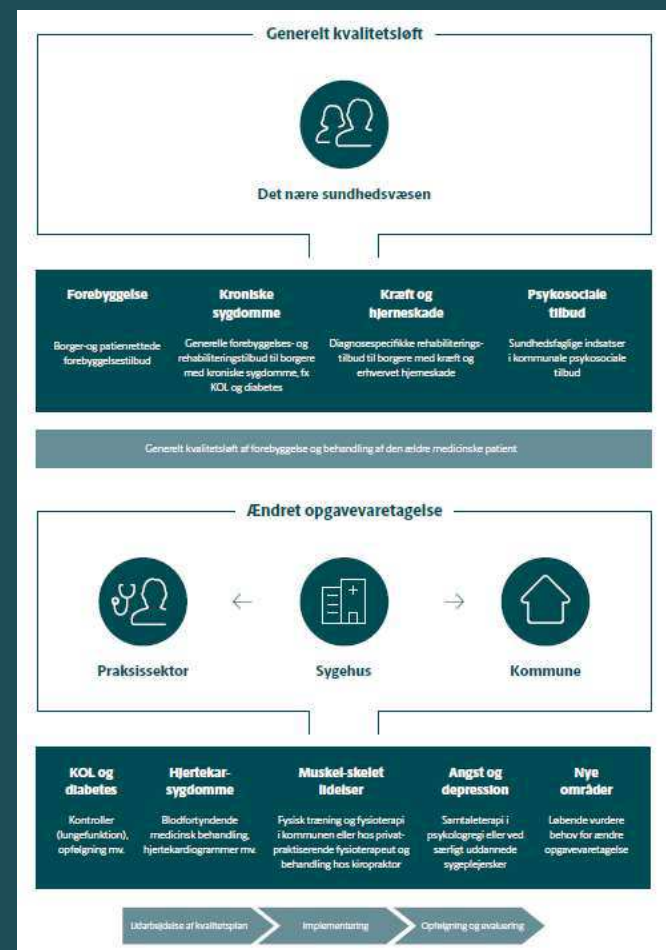 Generelt kvalitetsløft
Det nære sundhedsvæsen
Forebyggelse
Borger-og patienrettede
forebyggelsestilbud
Kroniske
sygdomme
Generelle forebyggelses- og
rehabiliteringstilbud til borgere
med kroniske sygdomme, fx
KOL og diabetes
Kræft og
hjerneskade
Diagnosespecifikke rehabiliterings-
tilbud til borgere med kræft og
erhvervet hjerneskade
Psykosociale
tilbud
Sundhedsfaglige indsatser
i kommunale psykosociale
tilbud
Generelt kvalitetsløft af forebyggelse og behandling af den ældre medicinske patient
Ændret opgavevaretagelse
Praksissektor
Sygehus
Kommune
KOL og
diabetes
Kontroller
(lungefunktion),
opfølgning mv.
Hjertekar-
sygdomme
Blodfortyndende
medicinsk behandling,
hjertekardiogrammer mv.
Muskel-skelet
lidelser
Fysisk træning og fysioterapi
i kommunen eller hos privat-
praktiserende fysioterapeut og
behandling hos kiropraktor
Angst og
depression
Samtaleterapi i
psykologregi eller ved
særligt uddannede
sygeplejersker
Nye
områder
Løbende vurdere
behov for ændre
opgavevaretagelse
Udarbejdelse af kvalitetsplan
Implementering
Opfølgning og evaluering